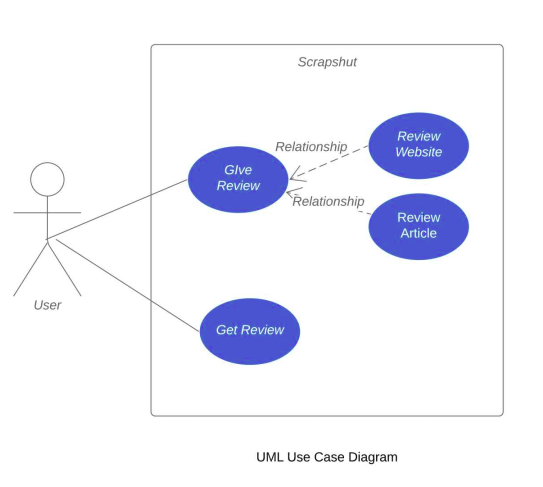 Scrapshut
Review
Website
Relationship
GIve
Review
Relationship
Review
Article
User
Get Review
UML Use Case Diagram